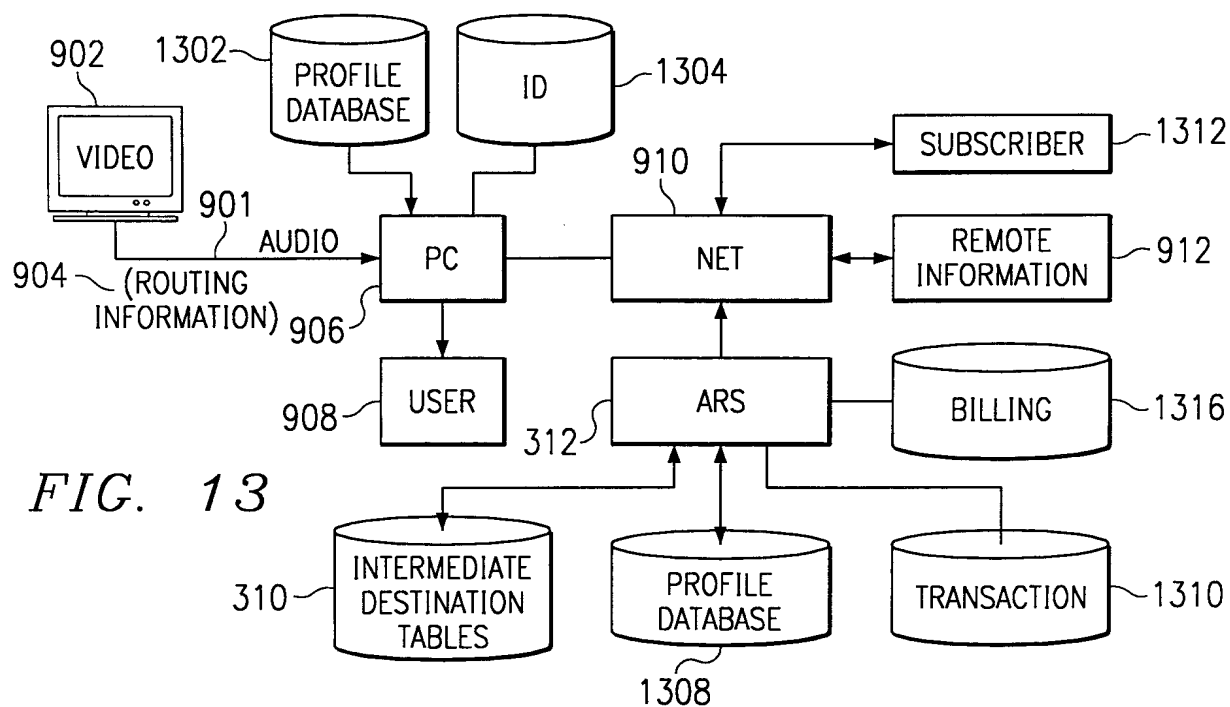 902
VIDEO
1302
PROFILE
DATABASE
ID
1304
901
AUDIO
904
(ROUTING
INFORMATION)
PC
906
910
NET
SUBSCRIBER
1312
REMOTE
INFORMATION
912
USER
908
ARS
312
BILLING
1316
FIG. 13
INTERMEDIATE
DESTINATION
TABLES
310
PROFILE
DATABASE
1308
TRANSACTION
1310